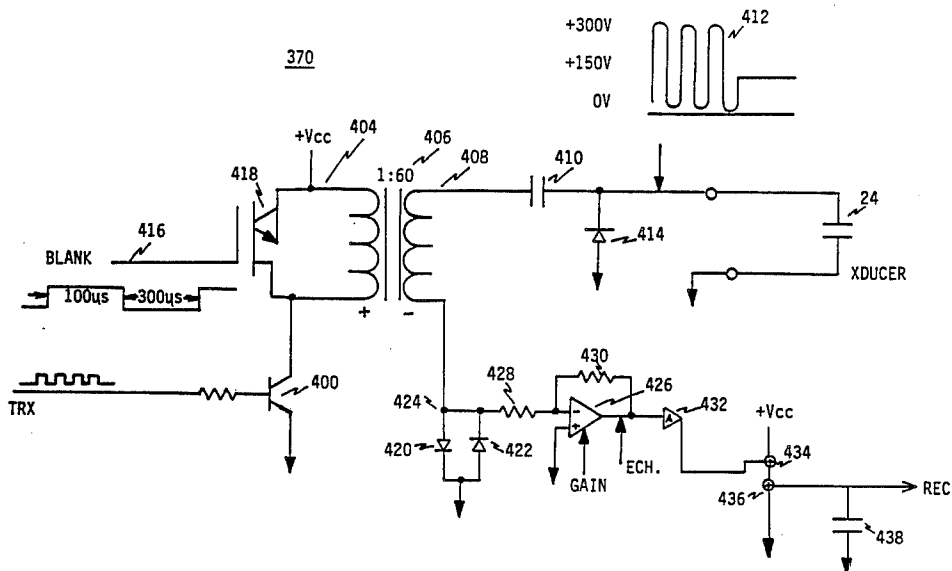 370
+300V
412
+150V
0V
+Vcc
404
406
1:60
408
410
418
416
BLANK
414
24
XDUCER
100µs
300µs
+
-
TRX
400
424
428
430
426
-
+
432
A
+Vcc
420
422
GAIN
ECH.
434
436
REC
438